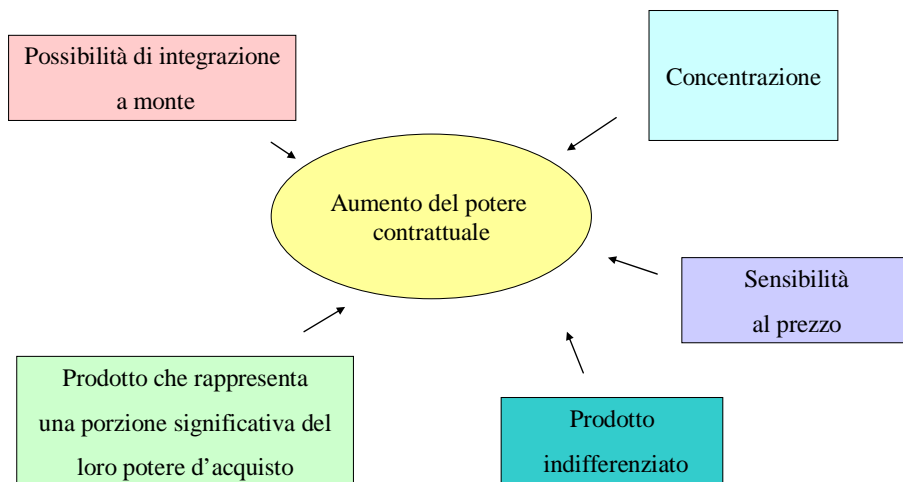 Possibilità di integrazione
a monte
Concentrazione
Aumento del potere
contrattuale
Sensibilità
al prezzo
Prodotto che rappresenta
una porzione significativa del
loro potere d’acquisto
Prodotto
indifferenziato